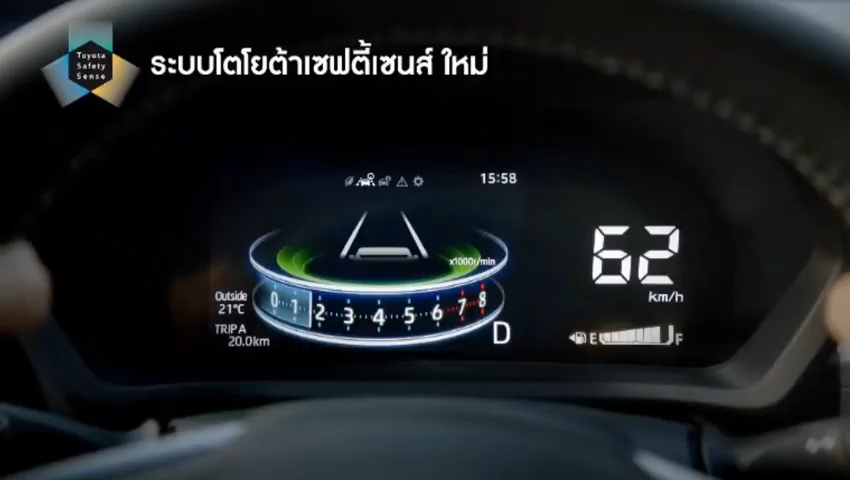 Toyota
Safety
Sense
ระบบโตโยต้าเซฟตี้เซนส์ ใหม่
15:58
62
km/h
x1000r/min
0 1 2 3 4 5 6 7 8
Outside
21°C
TRIP A
20.0km
D
E F